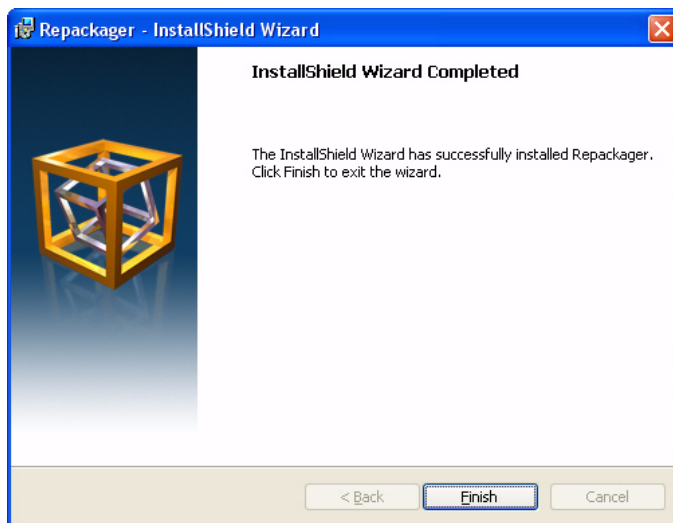 Repackager - InstallShield Wizard
InstallShield Wizard Completed
The InstallShield Wizard has successfully installed Repackager.
Click Finish to exit the wizard.
< Back
Finish
Cancel